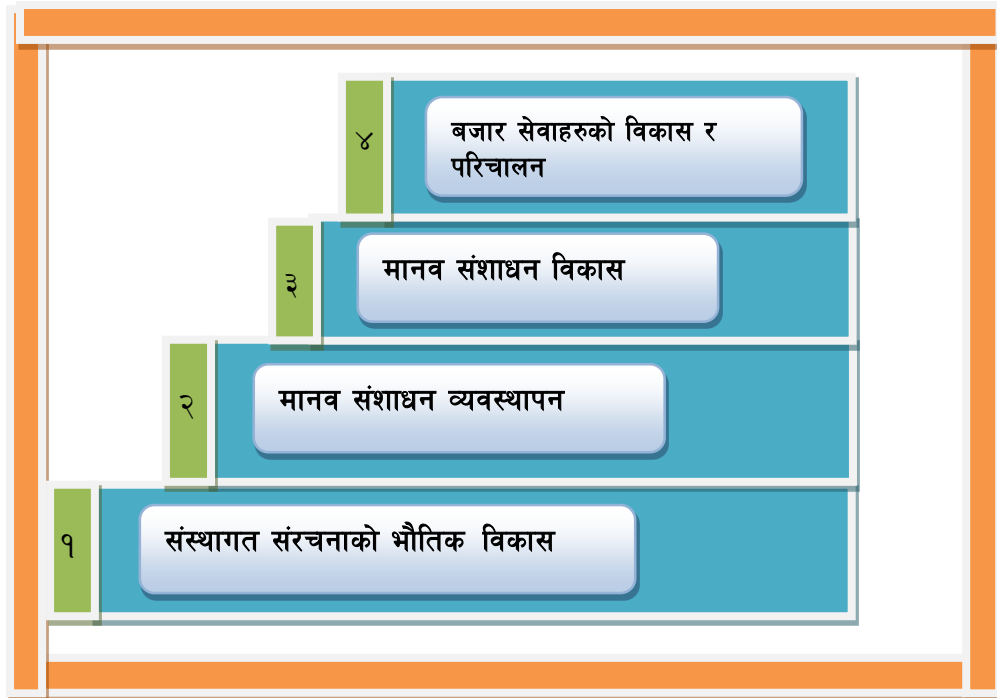 ४
बजार सेवाहरुको विकास र
परिचालन
३
मानव संशाधन विकास
२
मानव संशाधन व्यवस्थापन
१
संस्थागत संरचनाको भौतिक विकास